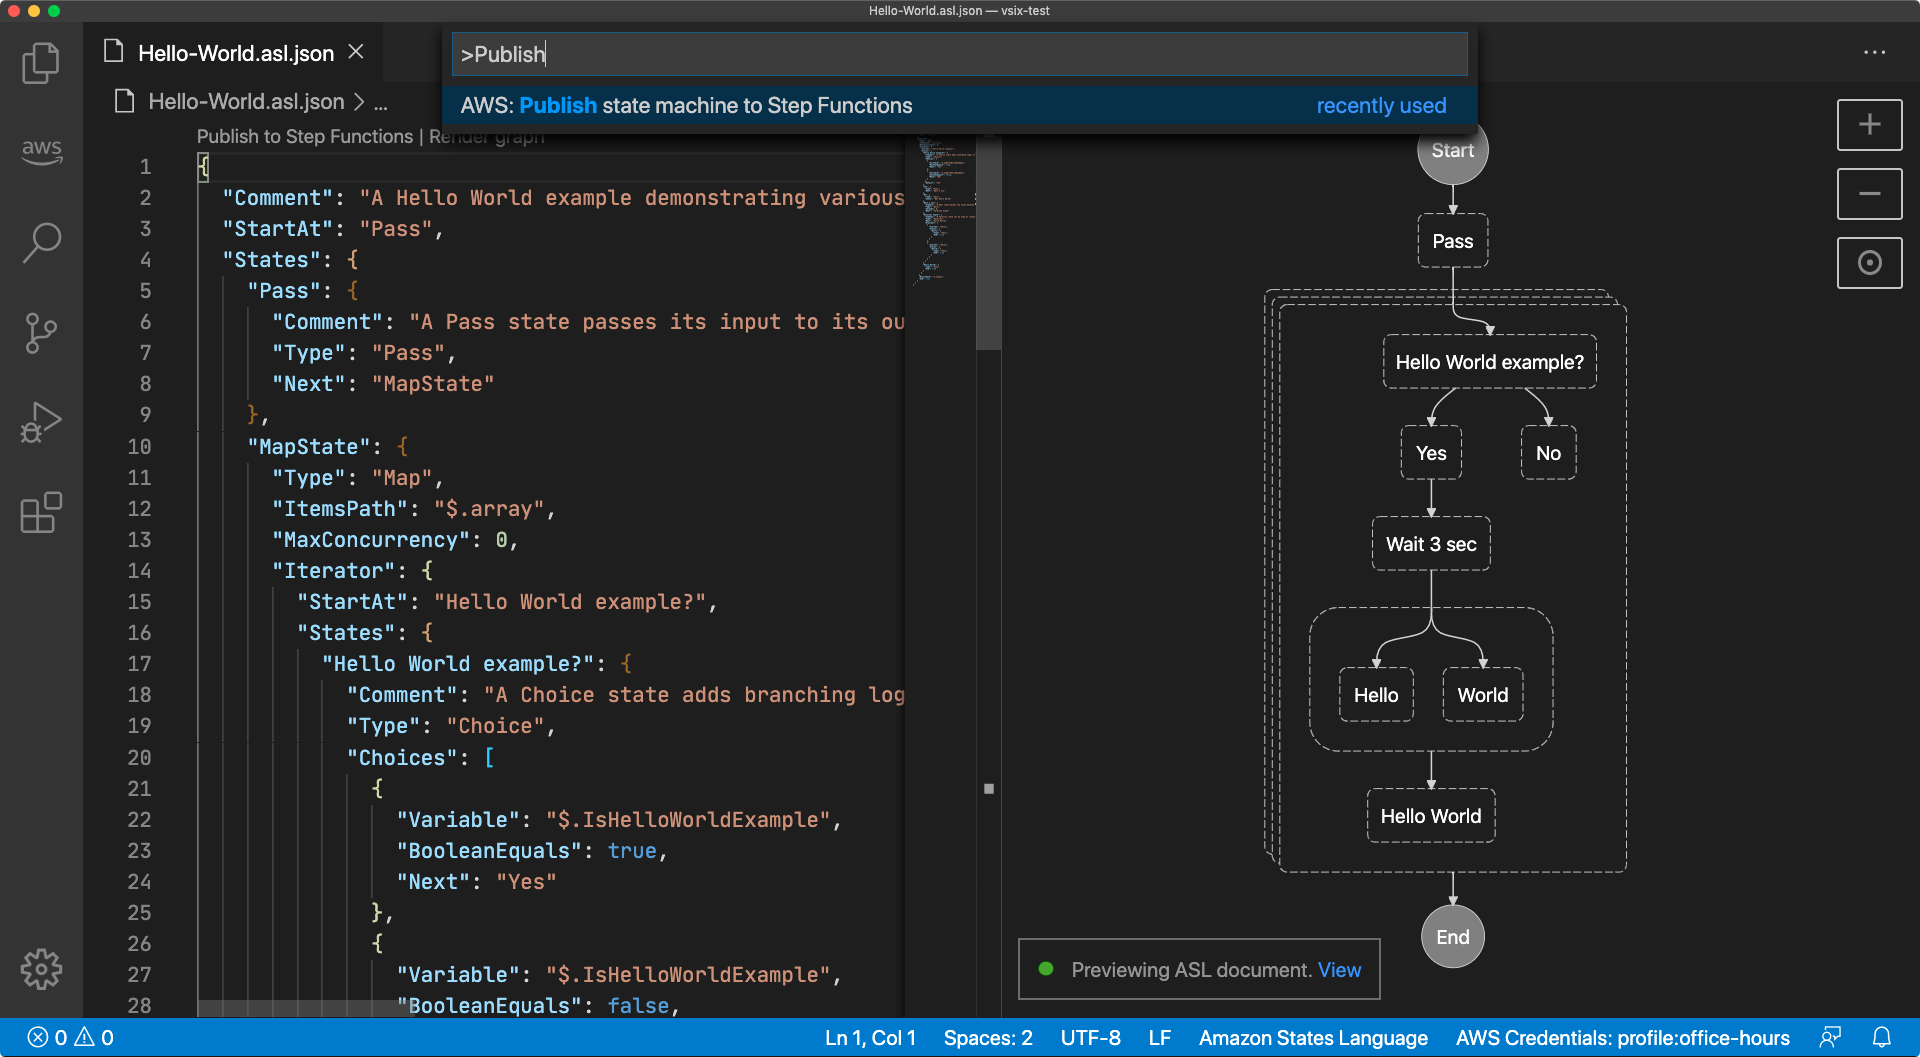 Hello-World.asl.json — vsix-test
Hello-World.asl.json
>Publish
AWS: Publish state machine to Step Functions recently used
Hello-World.asl.json > ...
aws
Publish to Step Functions | Render graph
1 {
2 "Comment": "A Hello World example demonstrating various
3 "StartAt": "Pass",
4 "States": {
5 "Pass": {
6 "Comment": "A Pass state passes its input to its ou
7 "Type": "Pass",
8 "Next": "MapState"
9 },
10 "MapState": {
11 "Type": "Map",
12 "ItemsPath": "$.array",
13 "MaxConcurrency": 0,
14 "Iterator": {
15 "StartAt": "Hello World example?",
16 "States": {
17 "Hello World example?": {
18 "Comment": "A Choice state adds branching log
19 "Type": "Choice",
20 "Choices": [
21 {
22 "Variable": "$.IsHelloWorldExample",
23 "BooleanEquals": true,
24 "Next": "Yes"
25 },
26 {
27 "Variable": "$.IsHelloWorldExample",
28 "BooleanEquals": false,
Start
Pass
Hello World example?
Yes No
Wait 3 sec
Hello World
Hello World
End
Previewing ASL document. View
0 0 Ln 1, Col 1 Spaces: 2 UTF-8 LF Amazon States Language AWS Credentials: profile:office-hours